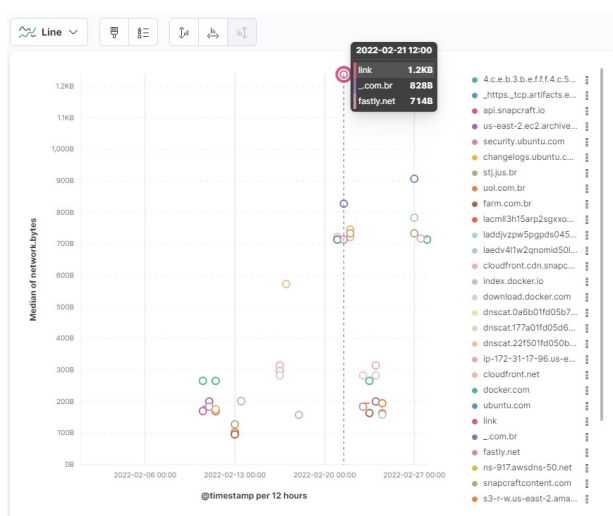 Line
2022-02-21 12:00
link 1.2KB
_.com.br 828B
fastly.net 714B
1.2KB
1.1KB
1,000B
900B
800B
700B
600B
500B
400B
300B
200B
100B
0B
Median of network.bytes
2022-02-06 00:00
2022-02-13 00:00
2022-02-20 00:00
2022-02-27 00:00
@timestamp per 12 hours
4.c.e.b.3.b.e.f.f.f.4.c.5...
_https._tcp.artifacts.e...
api.snapcraft.io
us-east-2.ec2.archive...
security.ubuntu.com
changelogs.ubuntu.c...
stj.jus.br
uol.com.br
farm.com.br
lacmll3h15arp2sgxxo...
laddjvzpw5pgpds045...
laedv4l1w2qnomid50l...
cloudfront.cdn.snapc...
index.docker.io
download.docker.com
dnscat.0a6b01fd05b7...
dnscat.177a01fd05d6...
dnscat.22f501fd050b...
ip-172-31-17-96.us-e...
cloudfront.net
docker.com
ubuntu.com
link
_.com.br
fastly.net
ns-917.awsdns-50.net
snapcraftcontent.com
s3-r-w.us-east-2.ama...